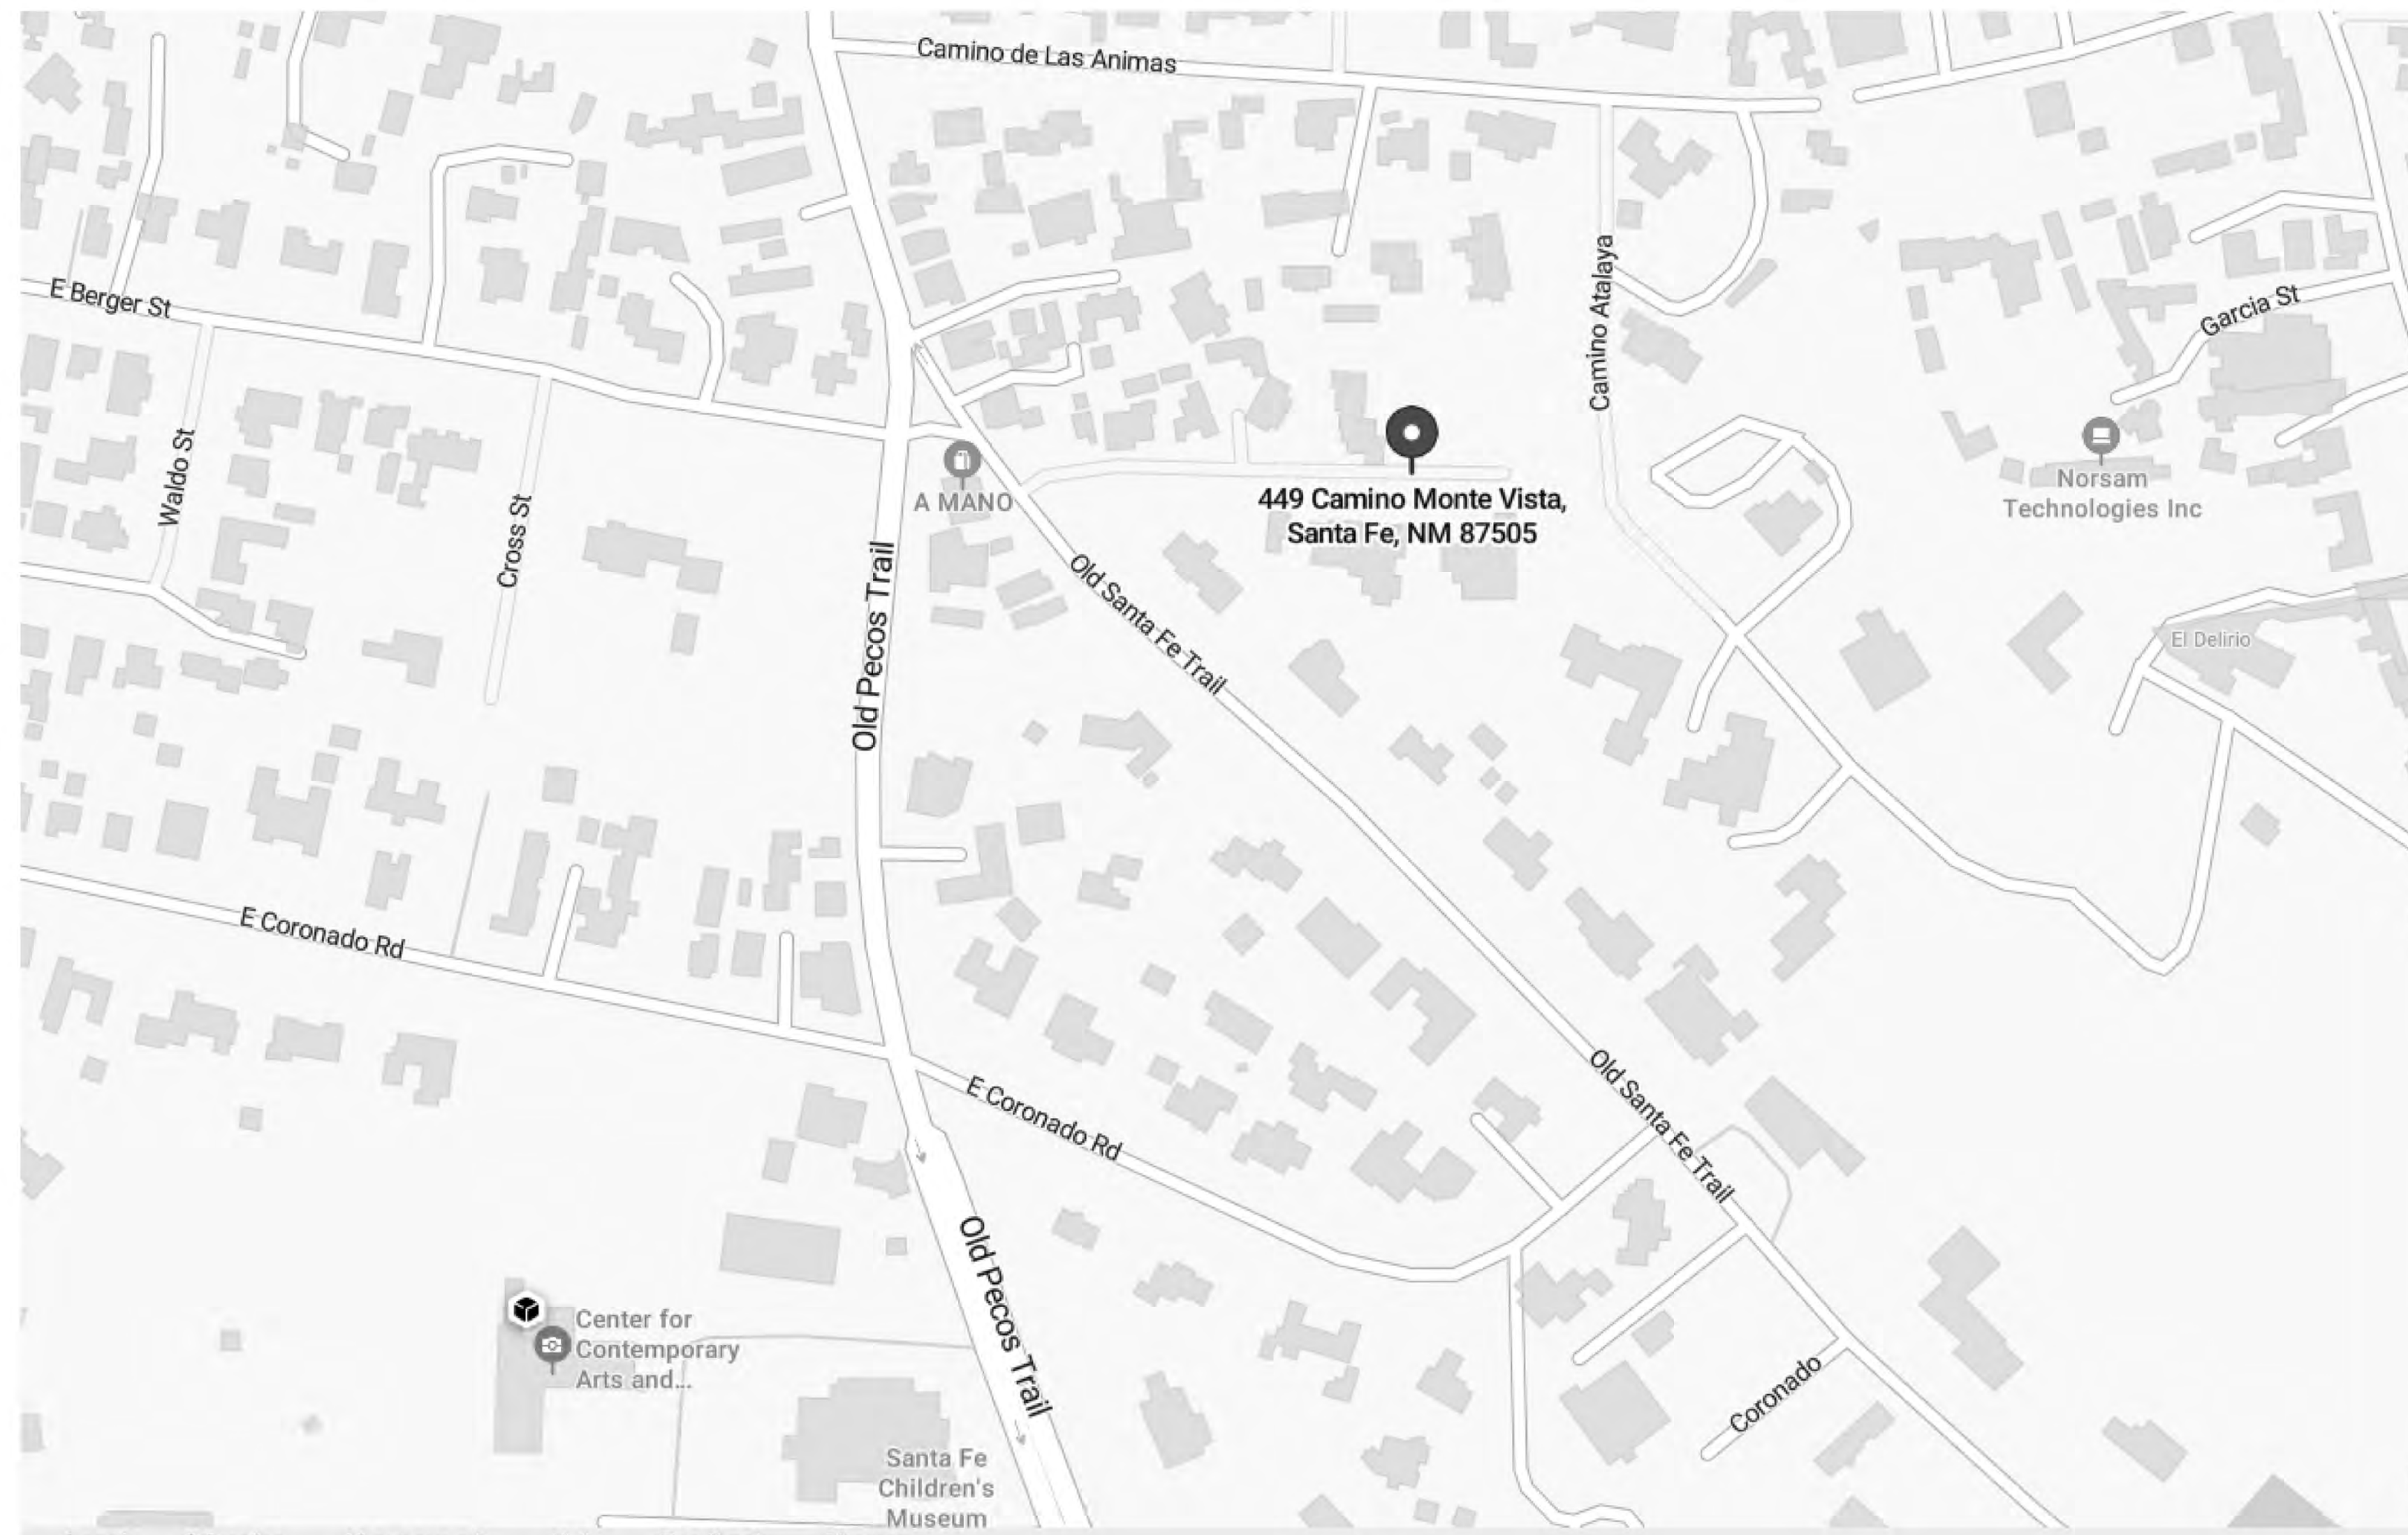 Camino de Las Animas
E Berger St
Camino Atalaya
Garcia St
Waldo St
Cross St
A MANO
449 Camino Monte Vista,
Santa Fe, NM 87505
Norsam
Technologies Inc
Old Pecos Trail
Old Santa Fe Trail
El Delirio
E Coronado Rd
E Coronado Rd
Old Santa Fe Trail
Old Pecos Trail
Center for
Contemporary
Arts and...
Coronado
Santa Fe
Children's
Museum